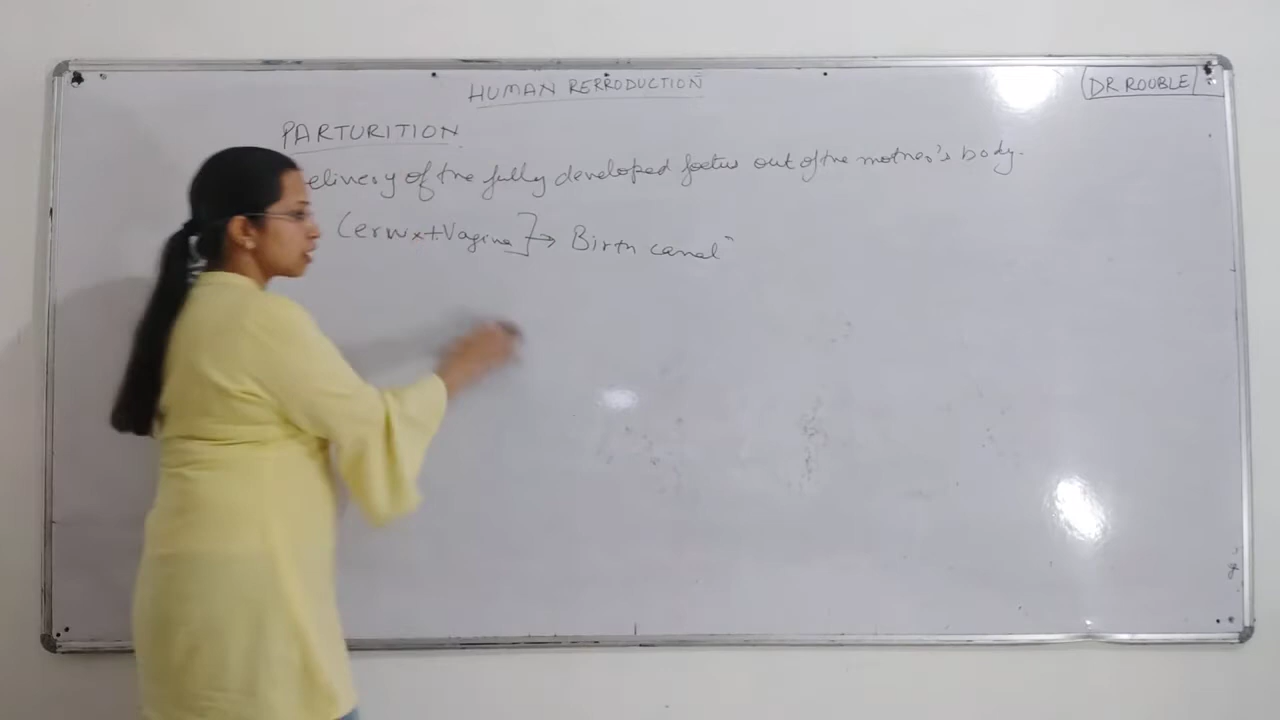 HUMAN REPRODUCTION
DR ROUBLE
PARTURITION
elivery of the fully developed foetus out of the mother's body.
Cervix + Vagina ] → Birth canal"